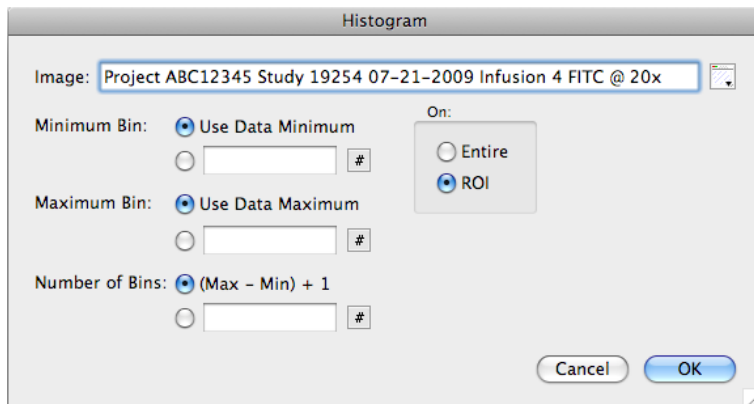 Histogram
Image: Project ABC12345 Study 19254 07-21-2009 Infusion 4 FITC @ 20x
On:
Minimum Bin: Use Data Minimum
#
Entire
ROI
Maximum Bin: Use Data Maximum
#
Number of Bins: (Max - Min) + 1
#
Cancel OK